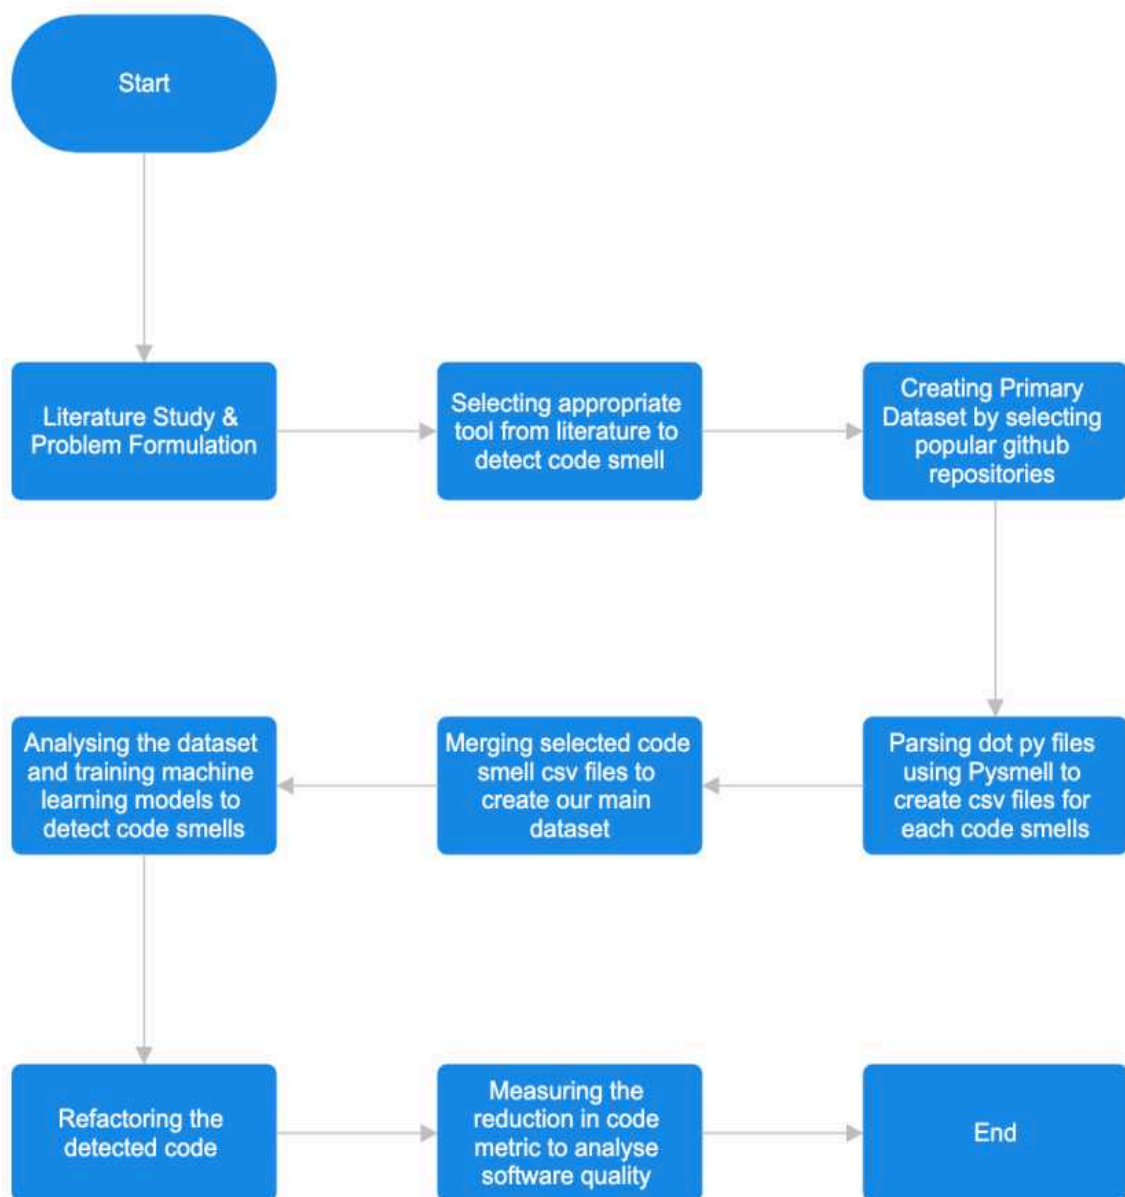 Start
Literature Study &
Problem Formulation
Selecting appropriate
tool from literature to
detect code smell
Creating Primary
Dataset by selecting
popular github
repositories
Parsing dot py files
using Pysmell to
create csv files for
each code smells
Merging selected code
smell csv files to
create our main
dataset
Analysing the dataset
and training machine
learning models to
detect code smells
Refactoring the
detected code
Measuring the
reduction in code
metric to analyse
software quality
End